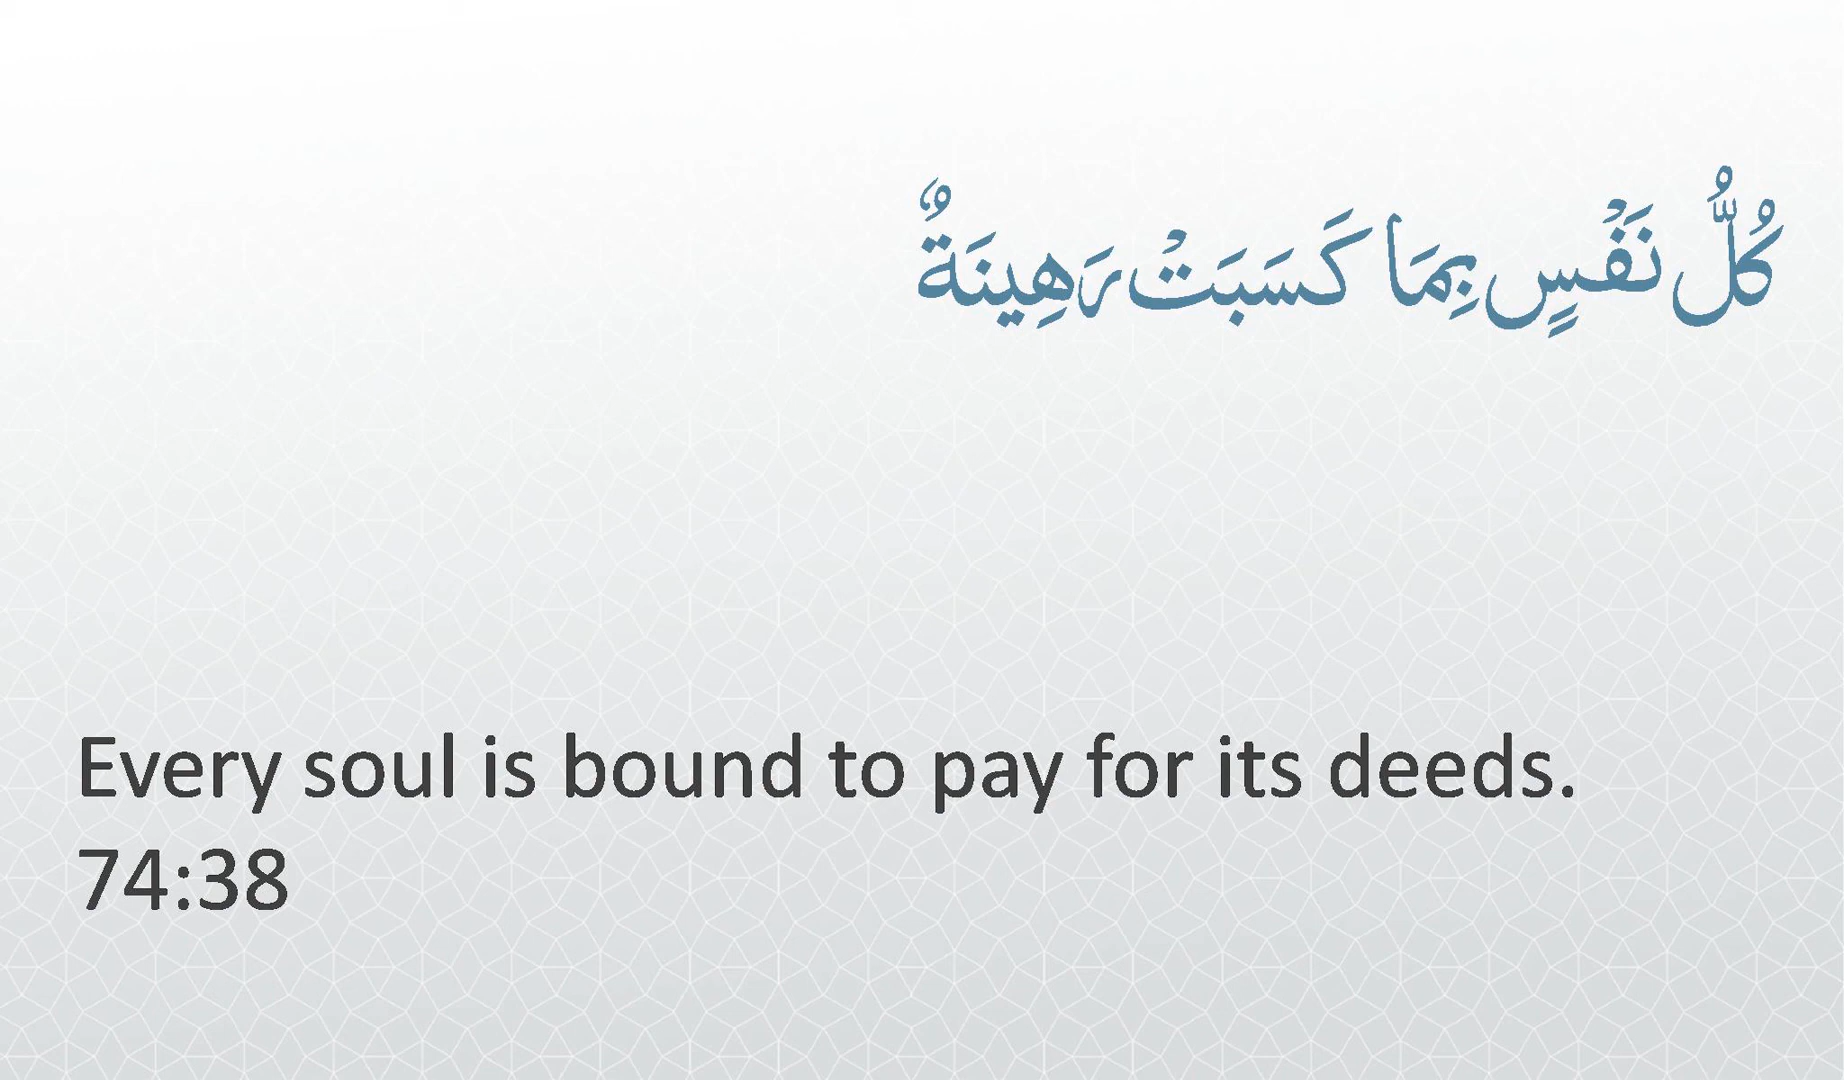 كُلُّ نَفْسٍ بِمَا كَسَبَتْ رَهِينَةٌ
Every soul is bound to pay for its deeds.
74:38